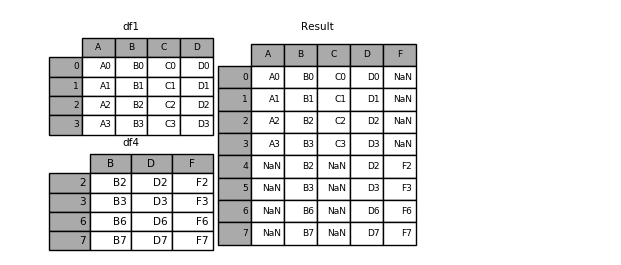 df1
A B C D
0 A0 B0 C0 D0
1 A1 B1 C1 D1
2 A2 B2 C2 D2
3 A3 B3 C3 D3
df4
B D F
2 B2 D2 F2
3 B3 D3 F3
6 B6 D6 F6
7 B7 D7 F7
Result
A B C D F
0 A0 B0 C0 D0 NaN
1 A1 B1 C1 D1 NaN
2 A2 B2 C2 D2 NaN
3 A3 B3 C3 D3 NaN
4 NaN B2 NaN D2 F2
5 NaN B3 NaN D3 F3
6 NaN B6 NaN D6 F6
7 NaN B7 NaN D7 F7